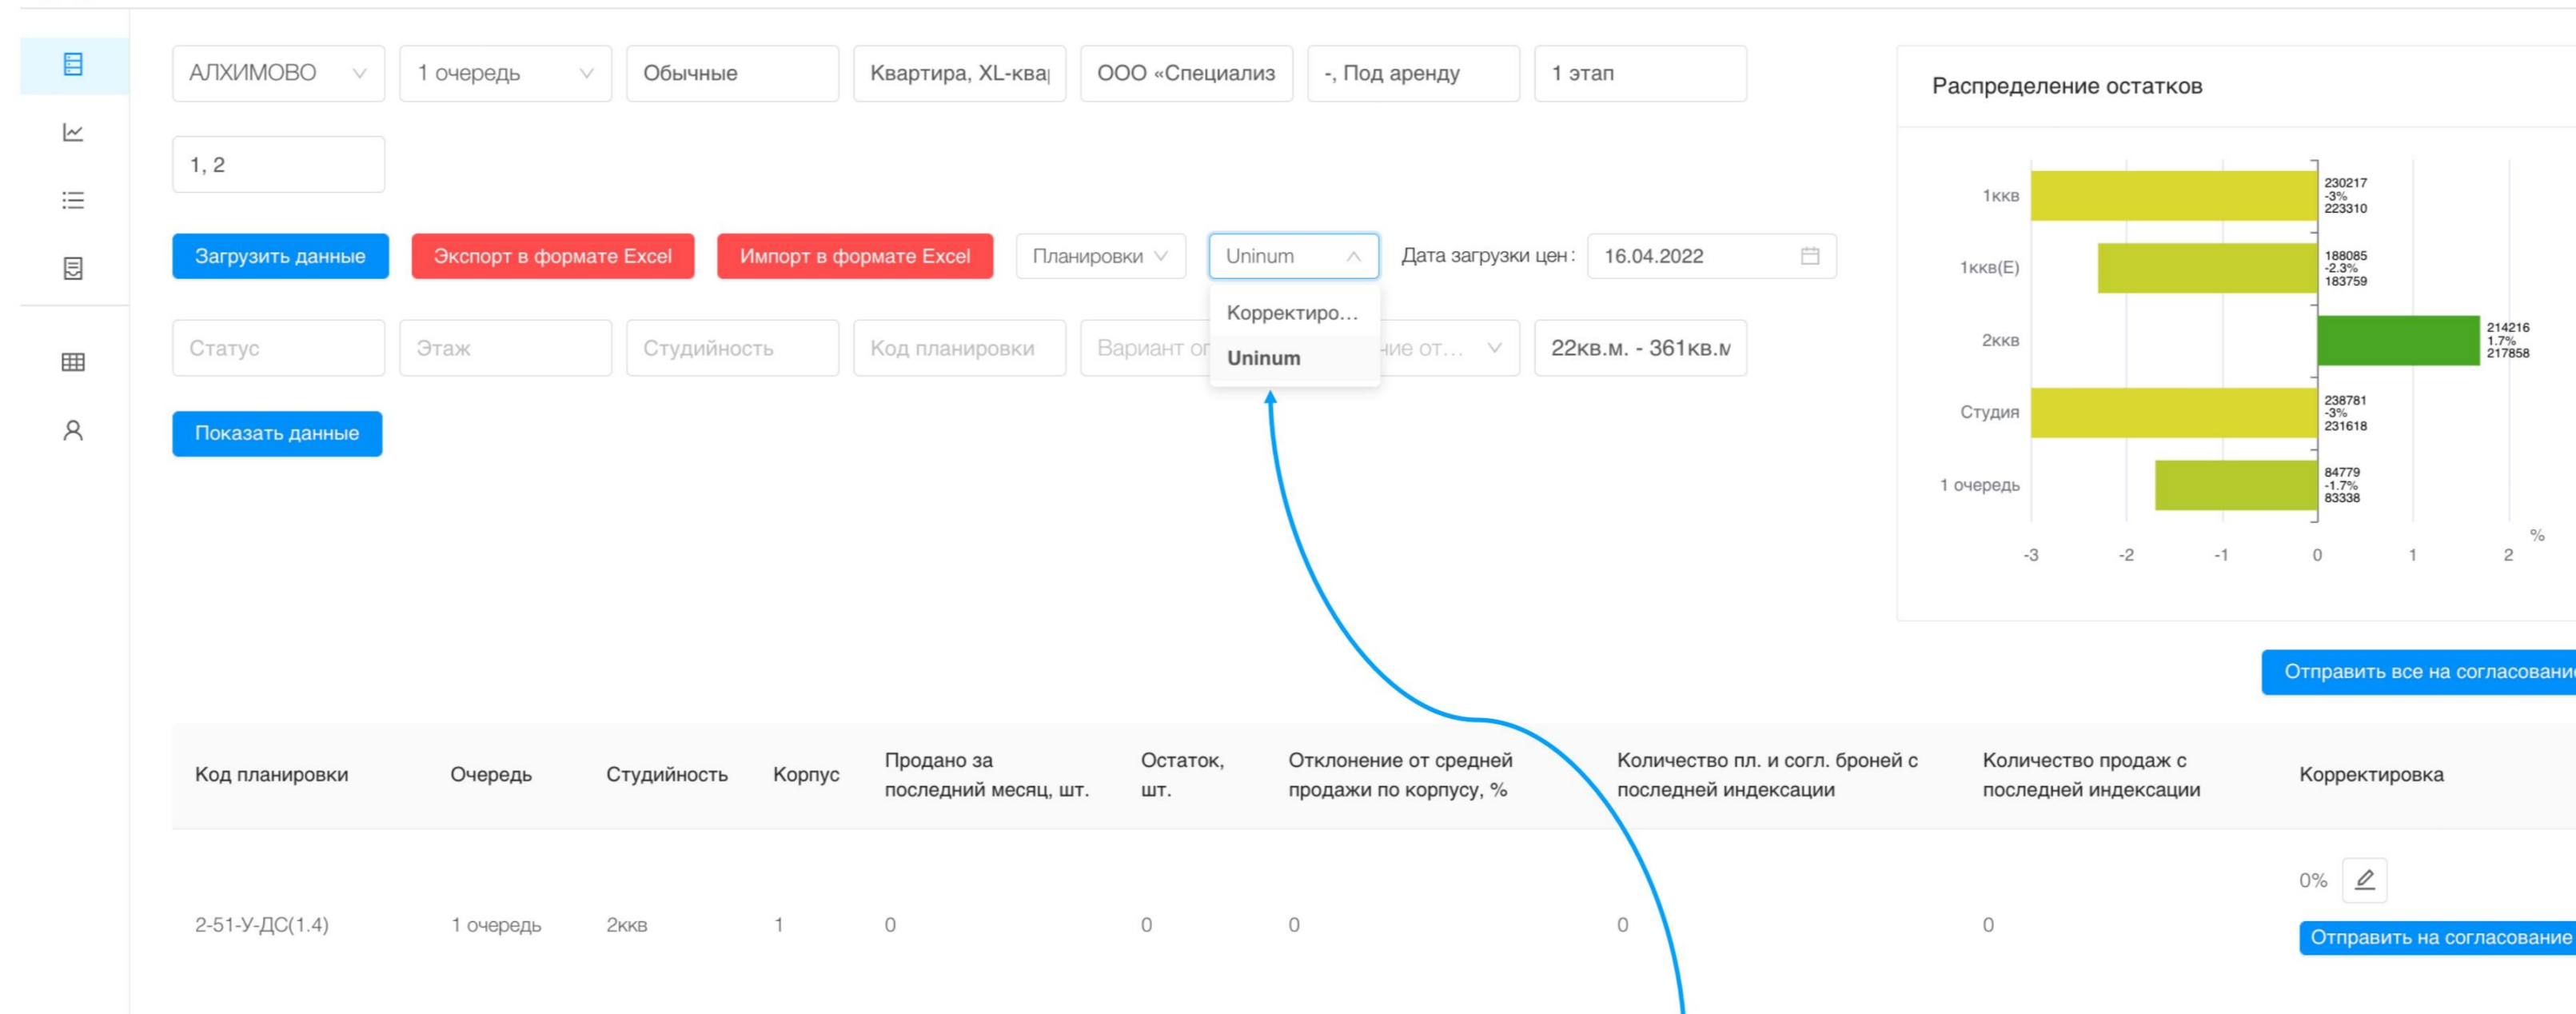 АЛХИМОВО
1 очередь
Обычные
Квартира, XL-ква
ООО «Специализ
-, Под аренду
1 этап
1, 2
Загрузить данные
Экспорт в формате Excel
Импорт в формате Excel
Планировки
Uninum
Дата загрузки цен:
16.04.2022
Корректиро...
Uninum
Статус
Этаж
Студийность
Код планировки
Вариант о
ие от...
22кв.м. - 361кв.м
Показать данные
Распределение остатков
1ккв
230217
-3%
223310
1ккв(Е)
188085
-2.3%
183759
2ккв
214216
1.7%
217858
Студия
238781
-3%
231618
1 очередь
84779
-1.7%
83338
%
-3 -2 -1 0 1 2
Отправить все на согласовани
Код планировки
Очередь
Студийность
Корпус
Продано за
последний месяц, шт.
Остаток,
шт.
Отклонение от средней
продажи по корпусу, %
Количество пл. и согл. броней с
последней индексации
Количество продаж с
последней индексации
Корректировка
2-51-У-ДС(1.4)
1 очередь
2ккв
1
0
0
0
0
0
0%
Отправить на согласование